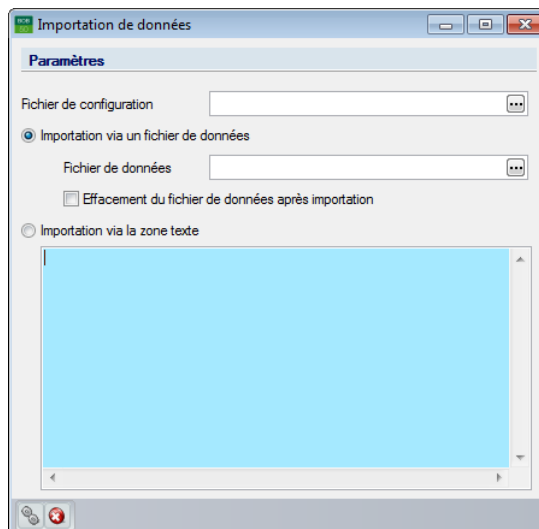 Importation de données
Paramètres
Fichier de configuration
Importation via un fichier de données
Fichier de données
Effacement du fichier de données après importation
Importation via la zone texte